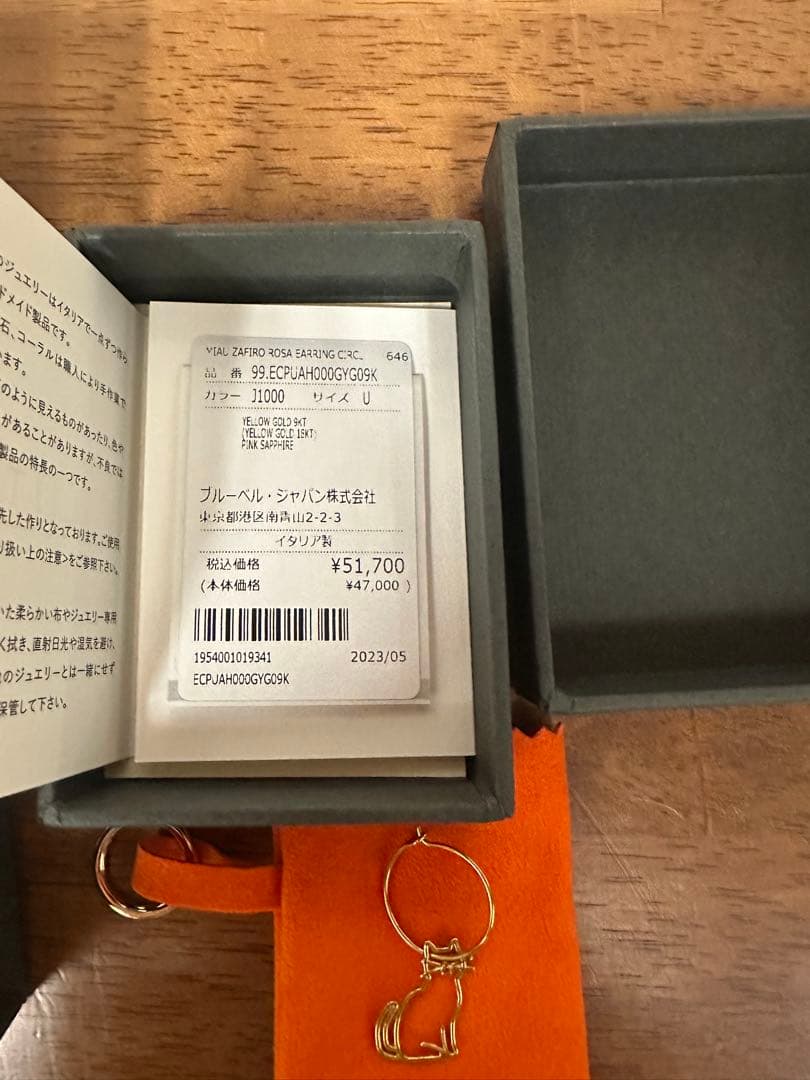 のジュエリーはイタリアで一点ずつ作ら
ドメイド製品です。
石、コーラルは職人により手作業で
います。
のように見えるものがあったり、色や
があることがありますが、不良では
製品の特長の一つです。
先した作りとなっております。ご使用
り扱い上の注意>をご参照下さい。
いた柔らかい布やジュエリー専用
く拭き、直射日光や湿気を避け、
のジュエリーとは一緒にせず
保管して下さい。
MIAU ZAFIRO ROSA EARRING CIRC 646
品 番 99.ECPUAH000GYG09K
カラー J1000 サイズ U
YELLOW GOLD 9KT
(YELLOW GOLD 18KT)
PINK SAPPHIRE
ブルーベル・ジャパン株式会社
東京都港区南青山2-2-3
イタリア製
税込価格 ¥51,700
(本体価格 ¥47,000 )
1954001019341 2023/05
ECPUAH000GYG09K